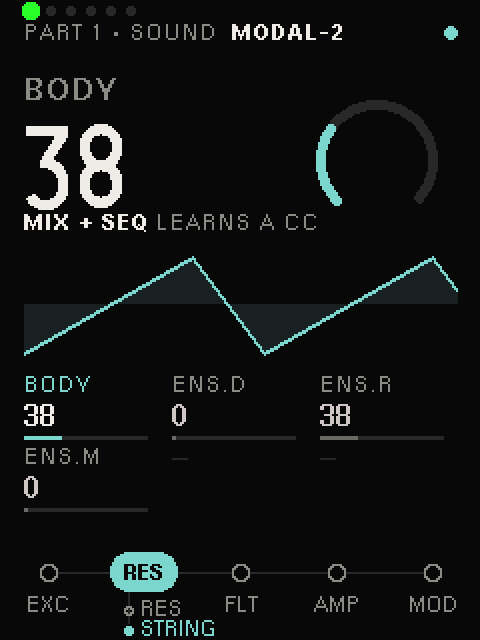 PART 1 · SOUND MODAL-2
BODY
38
MIX + SEQ LEARNS A CC
BODY ENS.D ENS.R
38 0 38
ENS.M — —
0
RES
EXC RES FLT AMP MOD
STRING